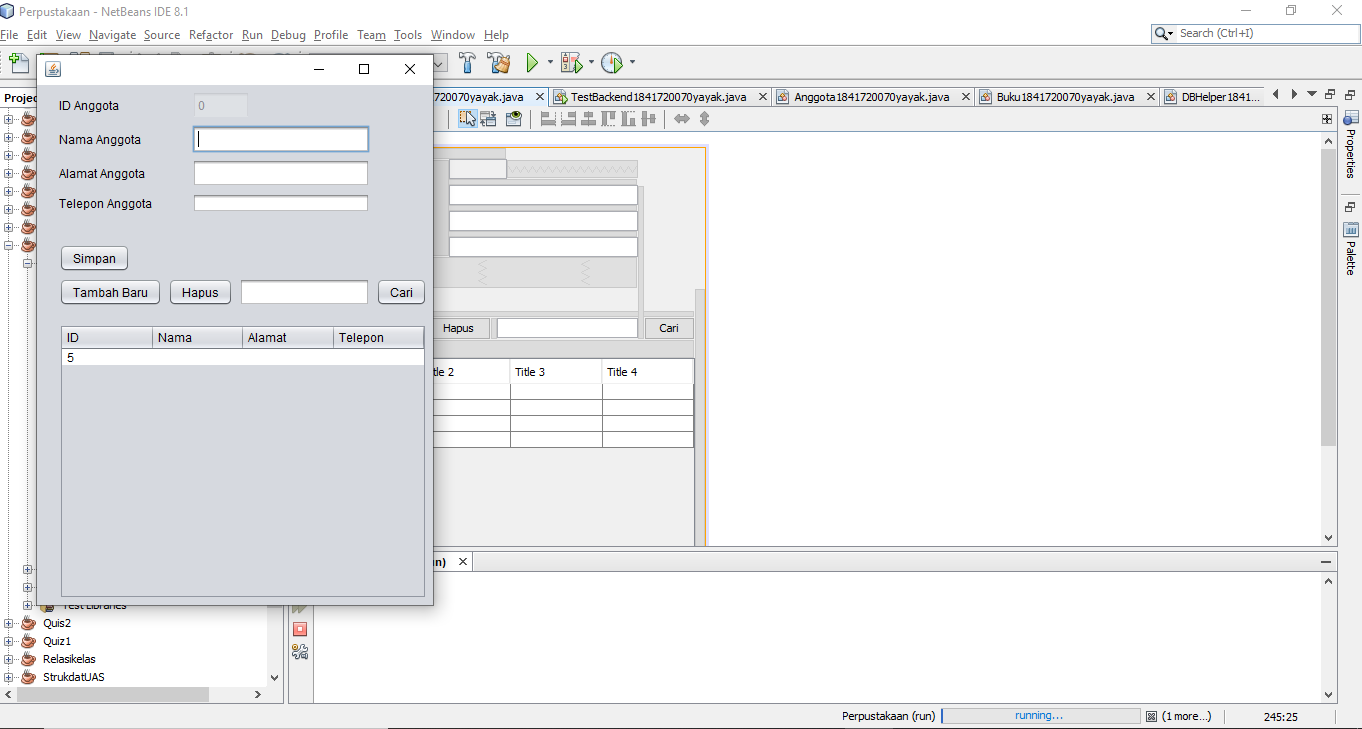 Perpustakaan - NetBeans IDE 8.1
File Edit View Navigate Source Refactor Run Debug Profile Team Tools Window Help
Search (Ctrl+I)
720070yayak.java
TestBackend1841720070yayak.java
Anggota1841720070yayak.java
Buku1841720070yayak.java
DBHelper1841...
ID Anggota
0
Nama Anggota
Alamat Anggota
Telepon Anggota
Simpan
Tambah Baru
Hapus
Cari
ID Nama Alamat Telepon
5
Hapus
Cari
Title 3
Title 4
Properties
Palette
Test Libraries
Quis2
Quiz1
Relasikelas
StrukdatUAS
Perpustakaan (run)
running...
(1 more...)
245:25